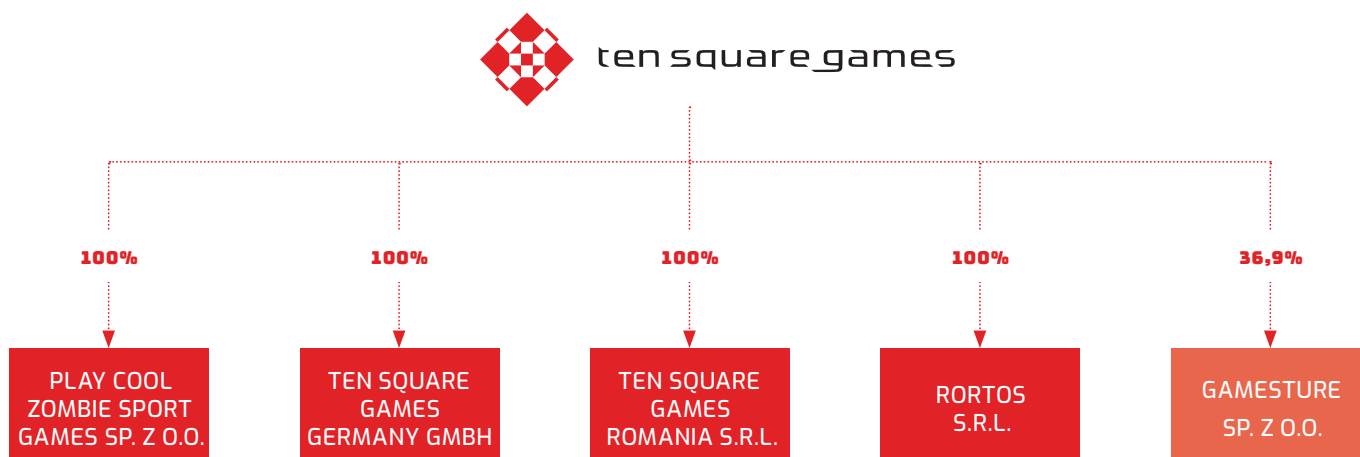 ten square games
100%
100%
100%
100%
36,9%
PLAY COOL
ZOMBIE SPORT
GAMES SP. Z O.O.
TEN SQUARE
GAMES
GERMANY GMBH
TEN SQUARE
GAMES
ROMANIA S.R.L.
RORTOS
S.R.L.
GAMESTURE
SP. Z O.O.